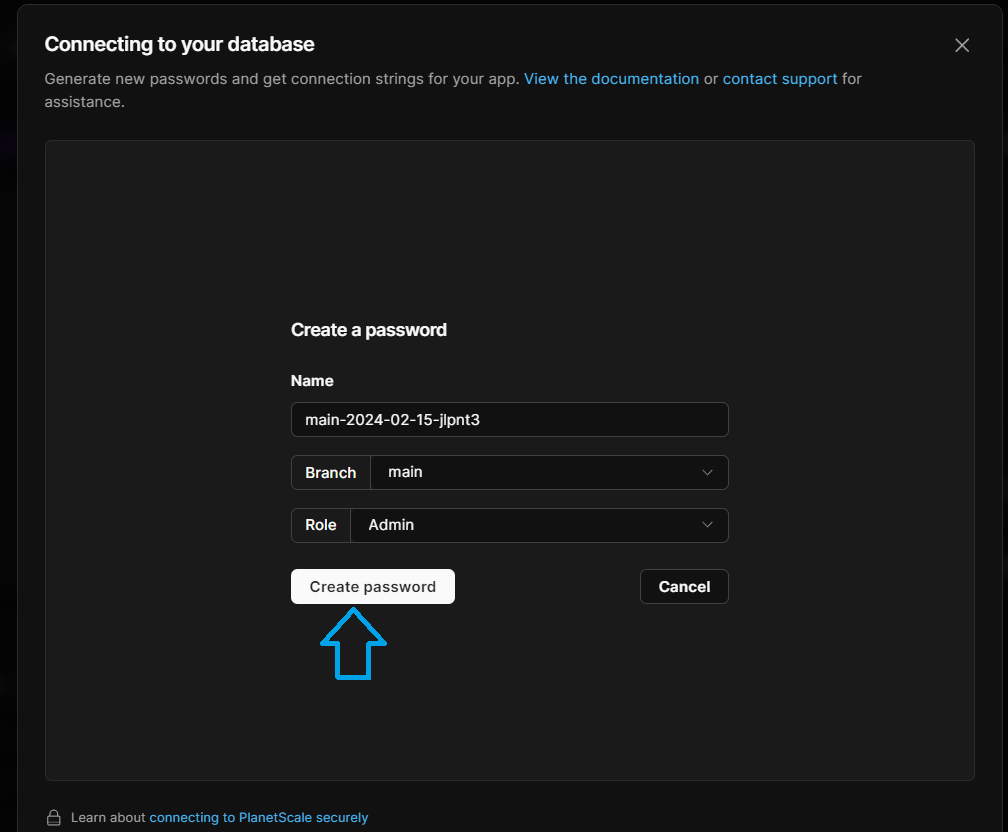 Connecting to your database
Generate new passwords and get connection strings for your app. View the documentation or contact support for
assistance.
Create a password
Name
main-2024-02-15-jlpnt3
Branch main
Role Admin
Create password Cancel
Learn about connecting to PlanetScale securely